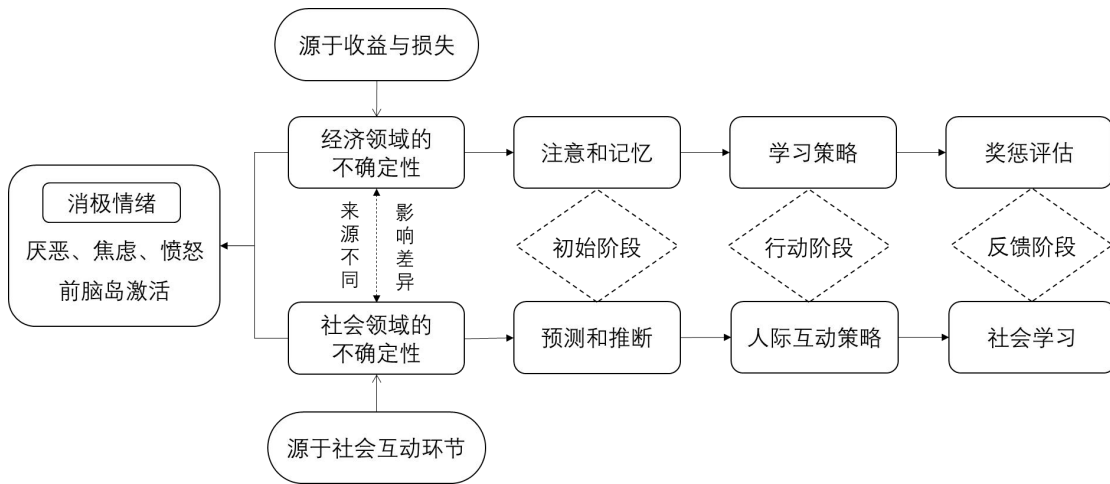 源于收益与损失
经济领域的
不确定性
注意和记忆
学习策略
奖惩评估
消极情绪
厌恶、焦虑、愤怒
前脑岛激活
来源不同
影响差异
初始阶段
行动阶段
反馈阶段
社会领域的
不确定性
预测和推断
人际互动策略
社会学习
源于社会互动环节